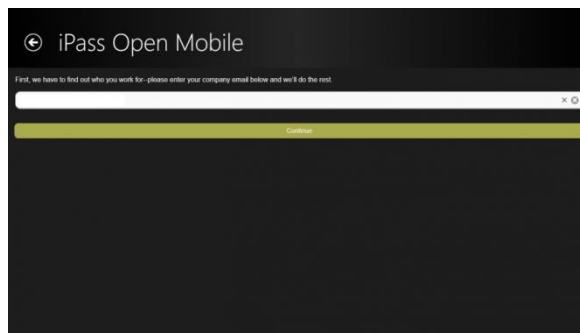 iPass Open Mobile
First, we have to find out who you work for--please enter your company email below and we'll do the rest.
Continue